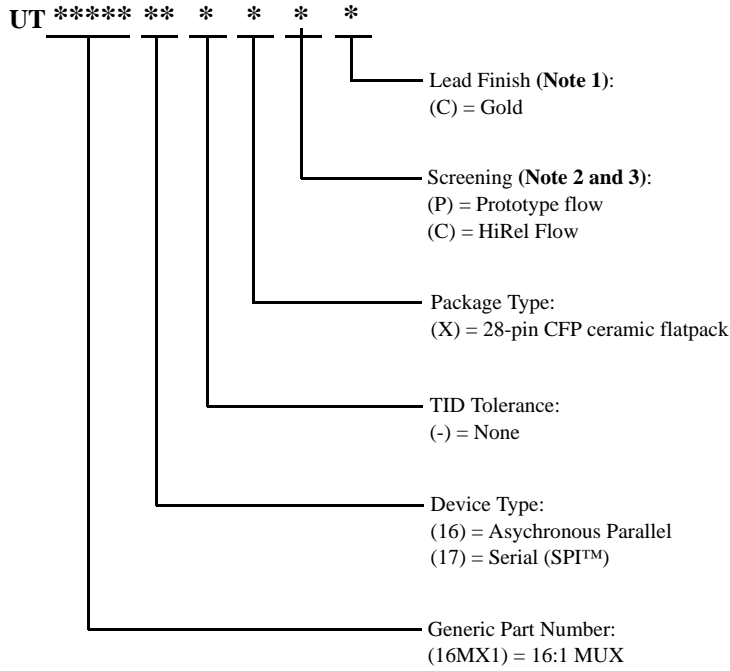 UT ***** ** * * * *
Lead Finish (Note 1):
(C) = Gold
Screening (Note 2 and 3):
(P) = Prototype flow
(C) = HiRel Flow
Package Type:
(X) = 28-pin CFP ceramic flatpack
TID Tolerance:
(-) = None
Device Type:
(16) = Asychronous Parallel
(17) = Serial (SPI™)
Generic Part Number:
(16MX1) = 16:1 MUX